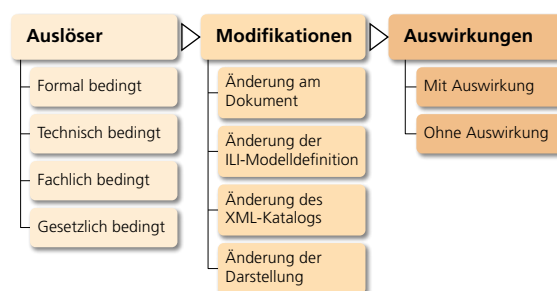 Auslöser
Formal bedingt
Technisch bedingt
Fachlich bedingt
Gesetzlich bedingt
Modifikationen
Änderung am
Dokument
Änderung der
ILI-Modelldefinition
Änderung des
XML-Katalogs
Änderung der
Darstellung
Auswirkungen
Mit Auswirkung
Ohne Auswirkung